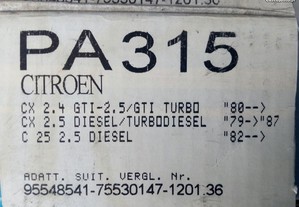 PA315
CITROEN
CX 2.4 GTI-2.5/GTI TURBO "80-->
CX 2.5 DIESEL/TURBODIESEL "79->"87
C 25 2.5 DIESEL "82-->
ADATT. SUIT. VERGL. Nr.
95548541-75530147-1201.36